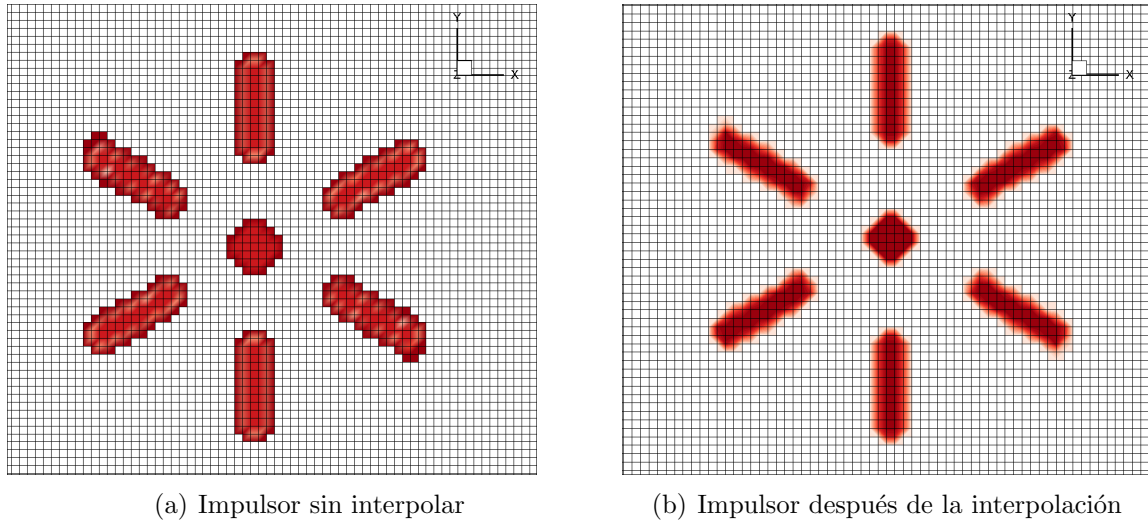 Y
Z X
Y
Z X
(a) Impulsor sin interpolar
(b) Impulsor después de la interpolación